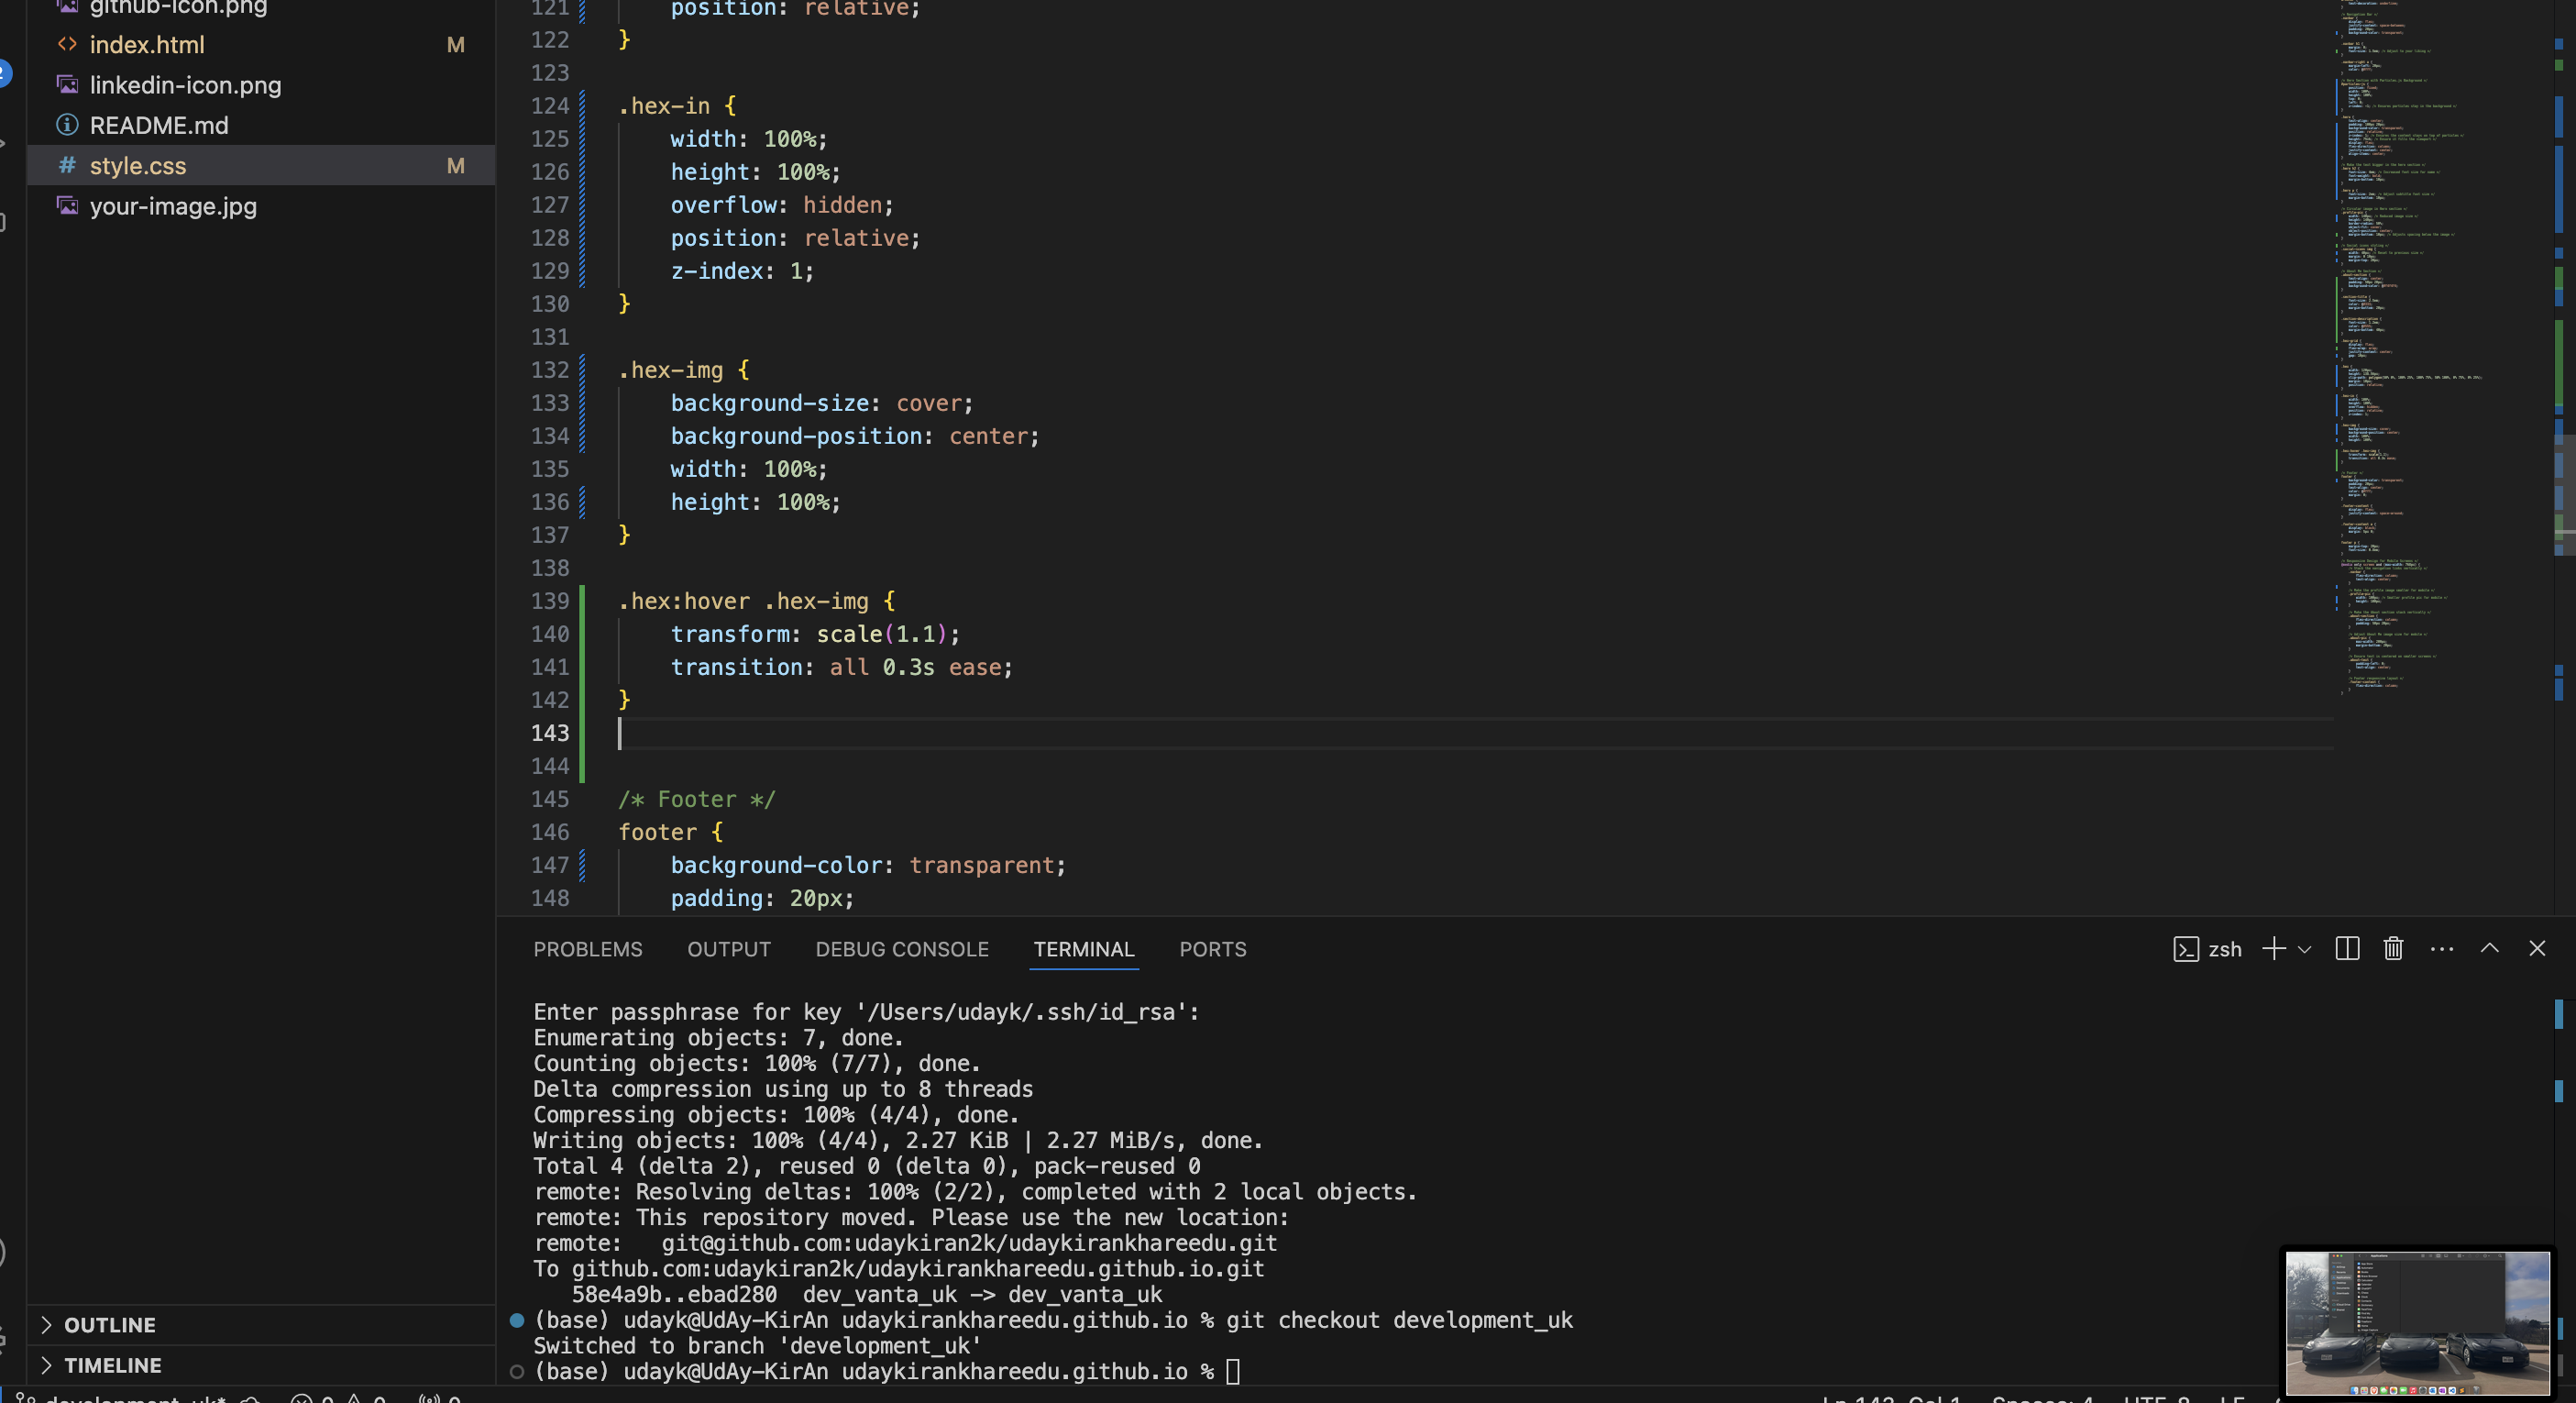 github-icon.png
index.html M
linkedin-icon.png
README.md
style.css M
your-image.jpg
OUTLINE
TIMELINE
121 position: relative;
122 }
123
124 .hex-in {
125 width: 100%;
126 height: 100%;
127 overflow: hidden;
128 position: relative;
129 z-index: 1;
130 }
131
132 .hex-img {
133 background-size: cover;
134 background-position: center;
135 width: 100%;
136 height: 100%;
137 }
138
139 .hex:hover .hex-img {
140 transform: scale(1.1);
141 transition: all 0.3s ease;
142 }
143
144
145 /* Footer */
146 footer {
147 background-color: transparent;
148 padding: 20px;
PROBLEMS OUTPUT DEBUG CONSOLE TERMINAL PORTS zsh
Enter passphrase for key '/Users/udayk/.ssh/id_rsa':
Enumerating objects: 7, done.
Counting objects: 100% (7/7), done.
Delta compression using up to 8 threads
Compressing objects: 100% (4/4), done.
Writing objects: 100% (4/4), 2.27 KiB | 2.27 MiB/s, done.
Total 4 (delta 2), reused 0 (delta 0), pack-reused 0
remote: Resolving deltas: 100% (2/2), completed with 2 local objects.
remote: This repository moved. Please use the new location:
remote:   git@github.com:udaykiran2k/udaykirankhareedu.git
To github.com:udaykiran2k/udaykirankhareedu.github.io.git
58e4a9b..ebad280  dev_vanta_uk -> dev_vanta_uk
(base) udayk@UdAy-KirAn udaykirankhareedu.github.io % git checkout development_uk
Switched to branch 'development_uk'
(base) udayk@UdAy-KirAn udaykirankhareedu.github.io %